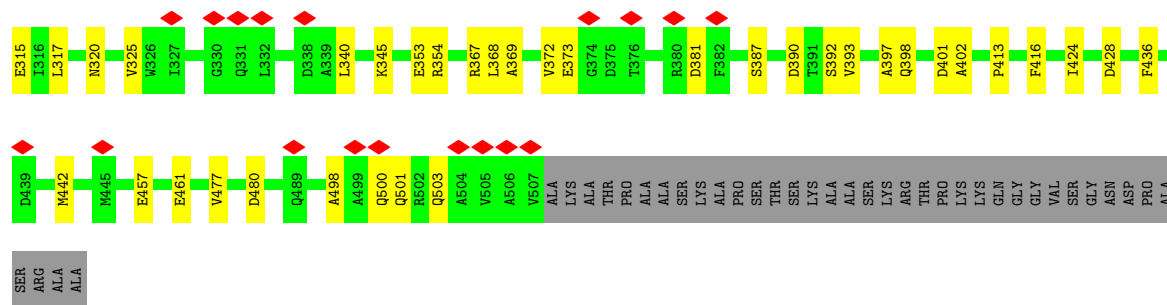 E315 I316 L317 N320 V325 W326 I327 G330 Q331 L332 D338 A339 L340 K345 E353 R354 R367 L368 A369 V372 E373 G374 D375 T376 R380 D381 F382 S387 D390 T391 S392 V393 A397 Q398 D401 A402 P413 F416 I424 D428 F436
D439 M442 M445 E457 E461 V477 D480 Q489 A498 A499 Q500 Q501 R502 Q503 A504 V505 A506 V507 ALA LYS ALA THR PRO ALA ALA SER LYS ALA PRO SER THR SER LYS ALA ALA SER LYS ARG THR PRO LYS LYS GLN GLY GLY VAL SER GLY ASN ASP PRO ALA
SER ARG ALA ALA